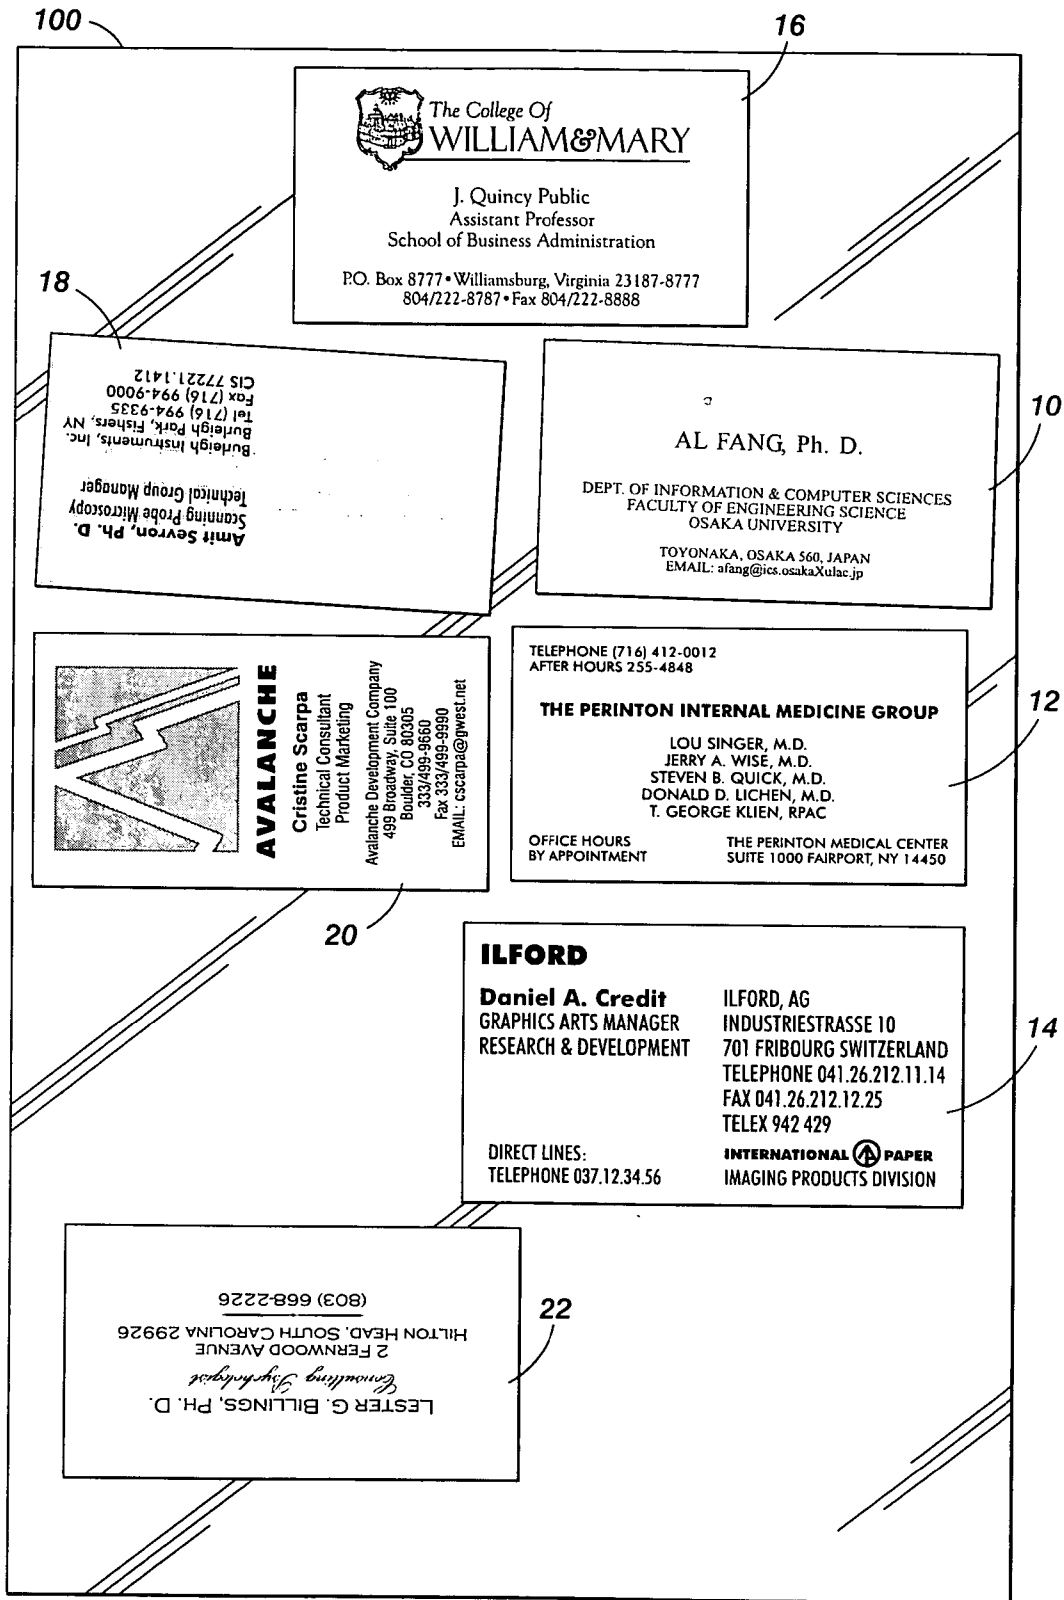 100
16
The College Of
WILLIAM&MARY
J. Quincy Public
Assistant Professor
School of Business Administration
P.O. Box 8777 • Williamsburg, Virginia 23187-8777
804/222-8787 • Fax 804/222-8888
18
Amit Sevron, Ph. D.
Scanning Probe Microscopy
Technical Group Manager
Burleigh Instruments, Inc.
Burleigh Park, Fishers, NY
Tel (716) 994-9335
Fax (716) 994-9000
CIS 77221.1412
10
AL FANG, Ph. D.
DEPT. OF INFORMATION & COMPUTER SCIENCES
FACULTY OF ENGINEERING SCIENCE
OSAKA UNIVERSITY
TOYONAKA, OSAKA 560, JAPAN
EMAIL: afang@ics.osakaXulac.jp
AVALANCHE
Cristine Scarpa
Technical Consultant
Product Marketing
Avalanche Development Company
499 Broadway, Suite 1100
Boulder, CO 80305
333/499-9660
Fax 333/499-9990
EMAIL: cscarpa@gwest.net
20
TELEPHONE (716) 412-0012
AFTER HOURS 255-4848
THE PERINTON INTERNAL MEDICINE GROUP
LOU SINGER, M.D.
JERRY A. WISE, M.D.
STEVEN B. QUICK, M.D.
DONALD D. LICHEN, M.D.
T. GEORGE KLIEN, RPAC
OFFICE HOURS
BY APPOINTMENT
THE PERINTON MEDICAL CENTER
SUITE 1000 FAIRPORT, NY 14450
12
ILFORD
Daniel A. Credit
GRAPHICS ARTS MANAGER
RESEARCH & DEVELOPMENT
DIRECT LINES:
TELEPHONE 037.12.34.56
ILFORD, AG
INDUSTRIESTRASSE 10
701 FRIBOURG SWITZERLAND
TELEPHONE 041.26.212.11.14
FAX 041.26.212.12.25
TELEX 942 429
INTERNATIONAL PAPER
IMAGING PRODUCTS DIVISION
14
LESTER G. BILLINGS, PH. D.
Consulting Psychologist
2 FERNWOOD AVENUE
HILTON HEAD, SOUTH CAROLINA 29926
(803) 668-2226
22